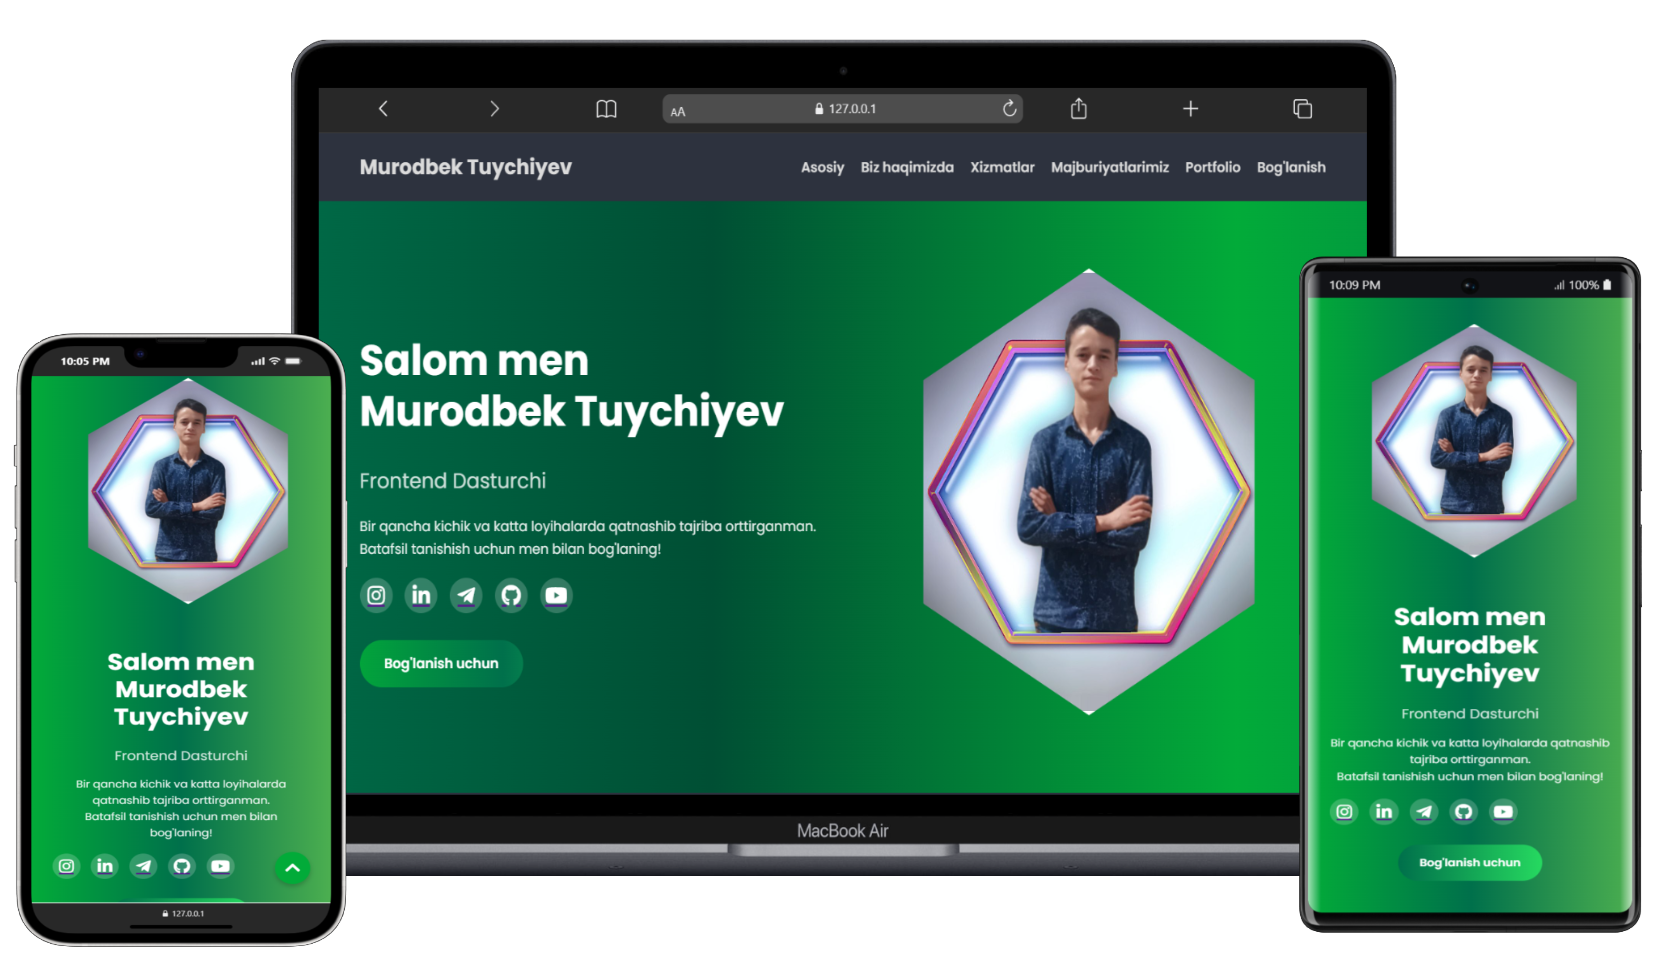 AA
127.0.0.1
Murodbek Tuychiyev
Asosiy Biz haqimizda Xizmatlar Majburiyatlarimiz Portfolio Bog'lanish
Salom men
Murodbek Tuychiyev
Frontend Dasturchi
Bir qancha kichik va katta loyihalarda qatnashib tajriba orttirganman.
Batafsil tanishish uchun men bilan bog'laning!
in
Bog'lanish uchun
MacBook Air
10:05 PM
Salom men
Murodbek
Tuychiyev
Frontend Dasturchi
Bir qancha kichik va katta loyihalarda
qatnashib tajriba orttirganman.
Batafsil tanishish uchun men bilan
bog'laning!
in
127.0.0.1
10:09 PM 100%
Salom men
Murodbek
Tuychiyev
Frontend Dasturchi
Bir qancha kichik va katta loyihalarda qatnashib
tajriba orttirganman.
Batafsil tanishish uchun men bilan bog'laning!
in
Bog'lanish uchun